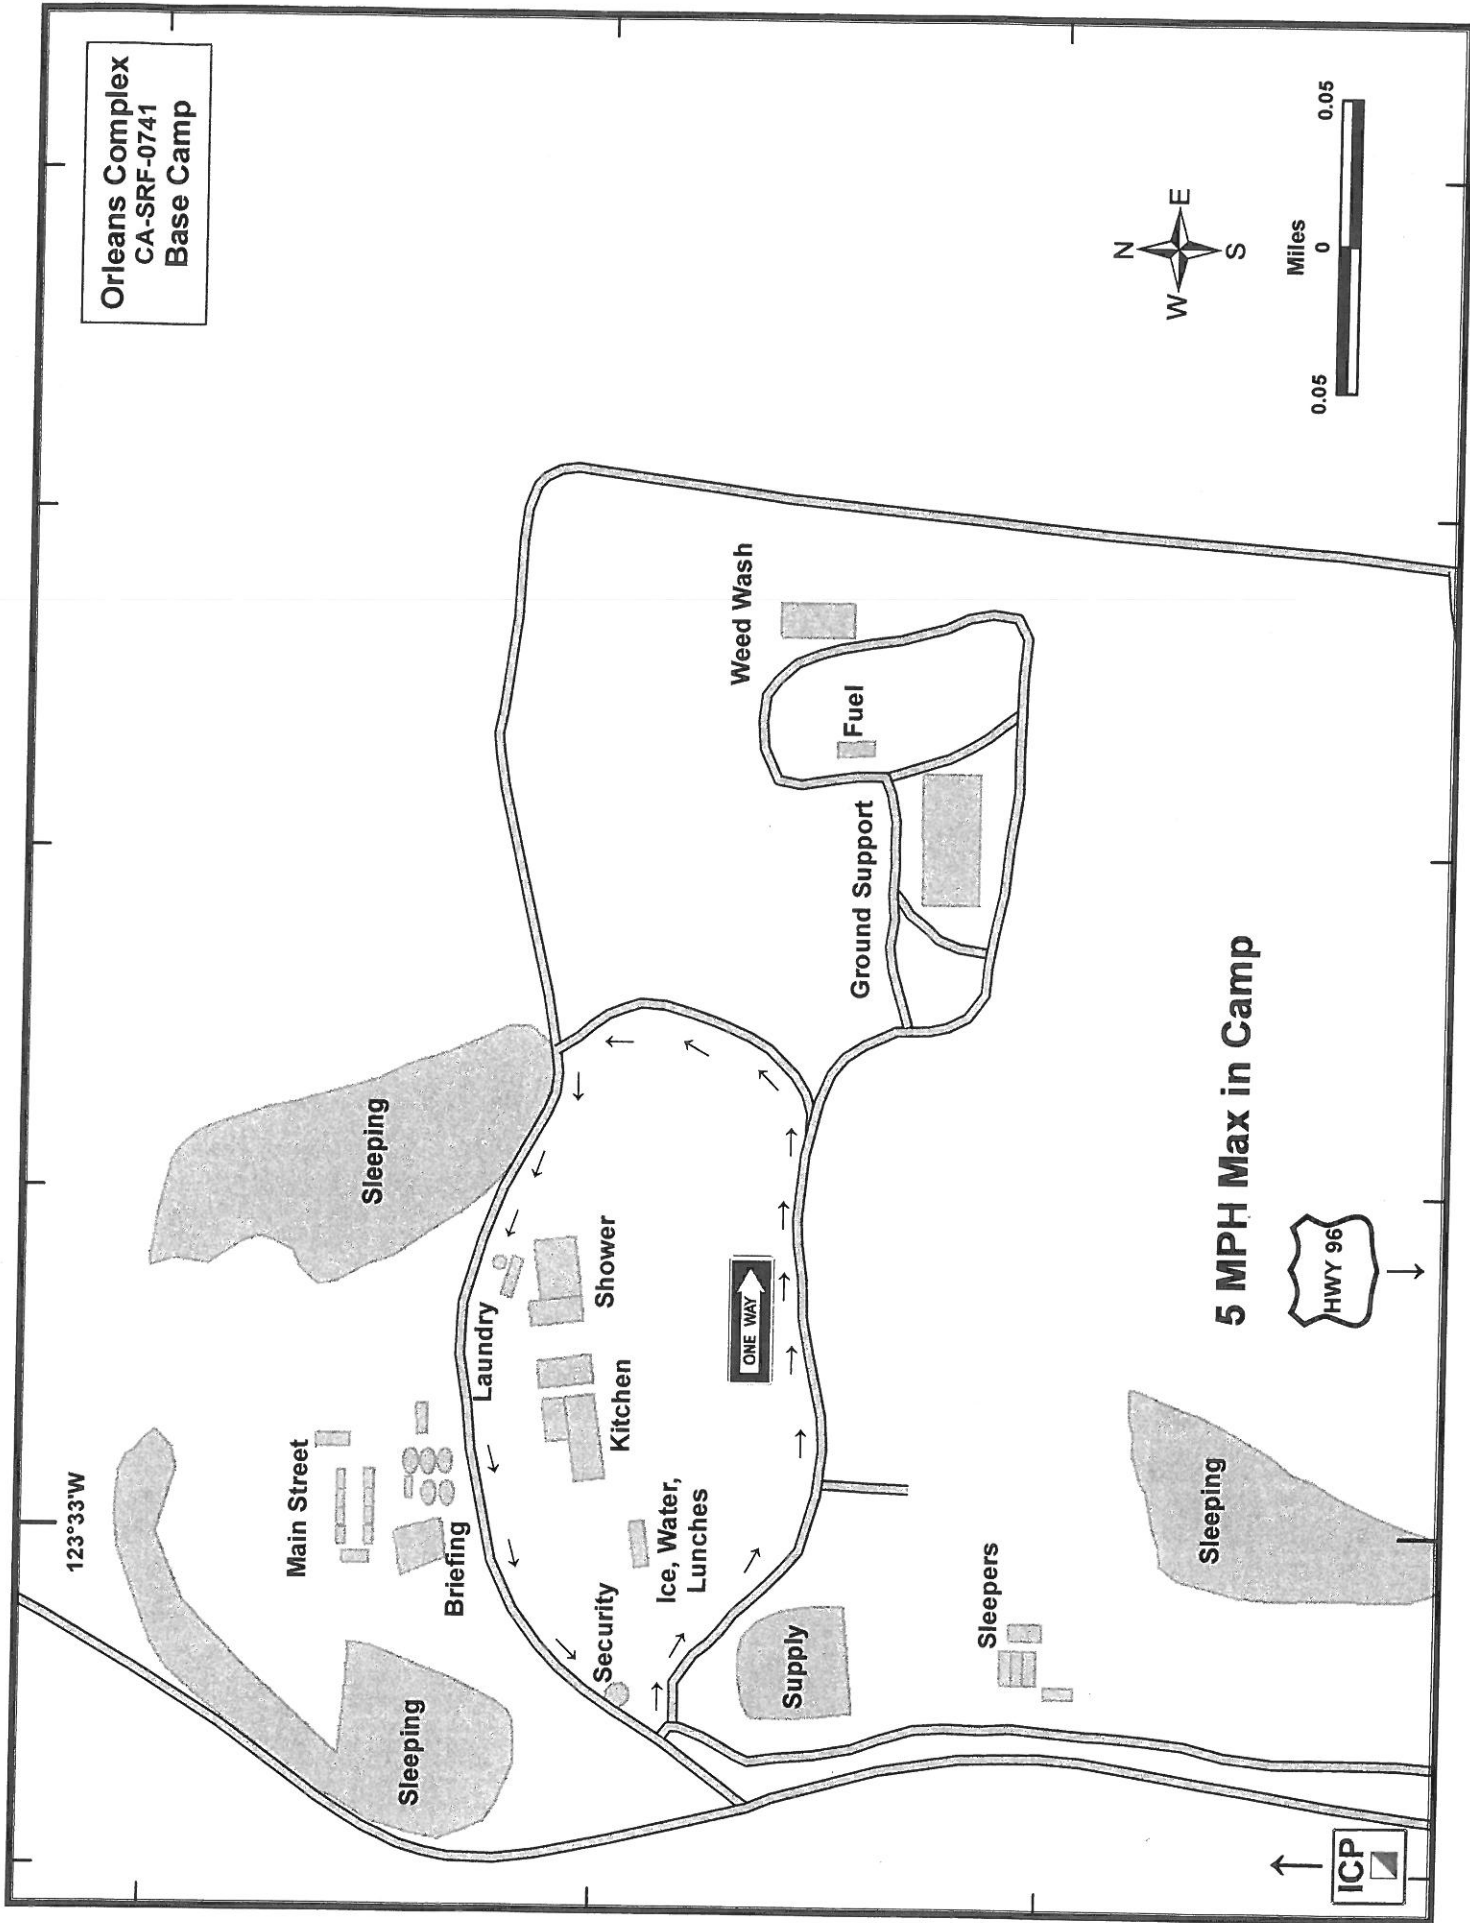 Orleans Complex
CA-SRF-0741
Base Camp
123°33'W
Sleeping
Sleeping
Main Street
Briefing
Laundry
Shower
Kitchen
Ice, Water,
Lunches
Security
Sleeping
ONE WAY
Supply
Sleepers
Sleeping
Weed Wash
Fuel
Ground Support
5 MPH Max in Camp
HWY 96
ICP
N
W
E
S
Miles
0.05
0
0.05